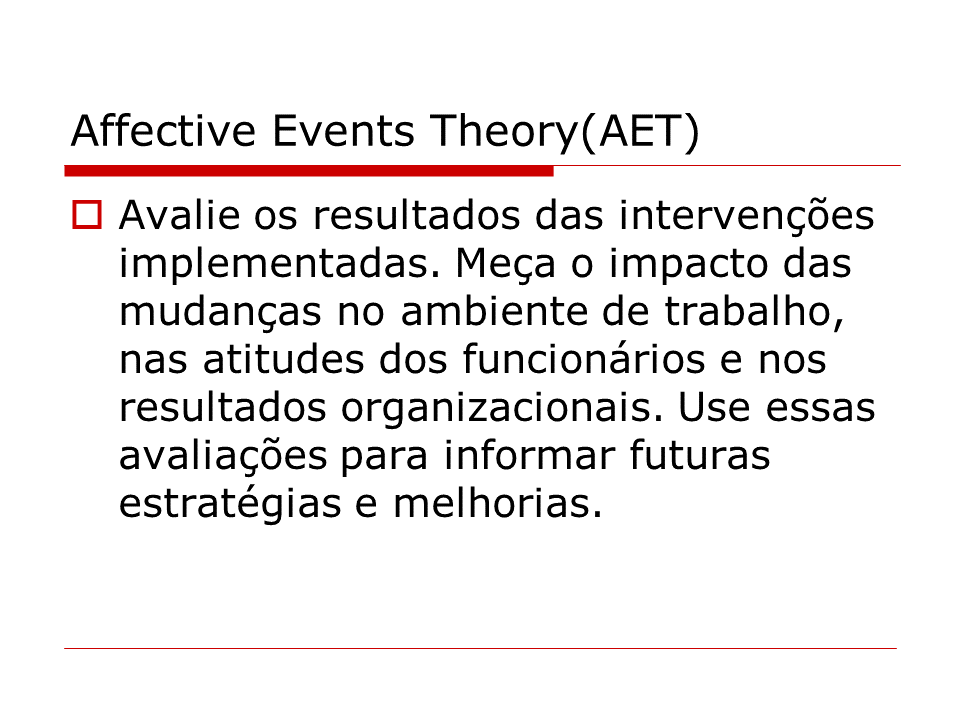 Affective Events Theory(AET)
Avalie os resultados das intervenções
implementadas. Meça o impacto das
mudanças no ambiente de trabalho,
nas atitudes dos funcionários e nos
resultados organizacionais. Use essas
avaliações para informar futuras
estratégias e melhorias.